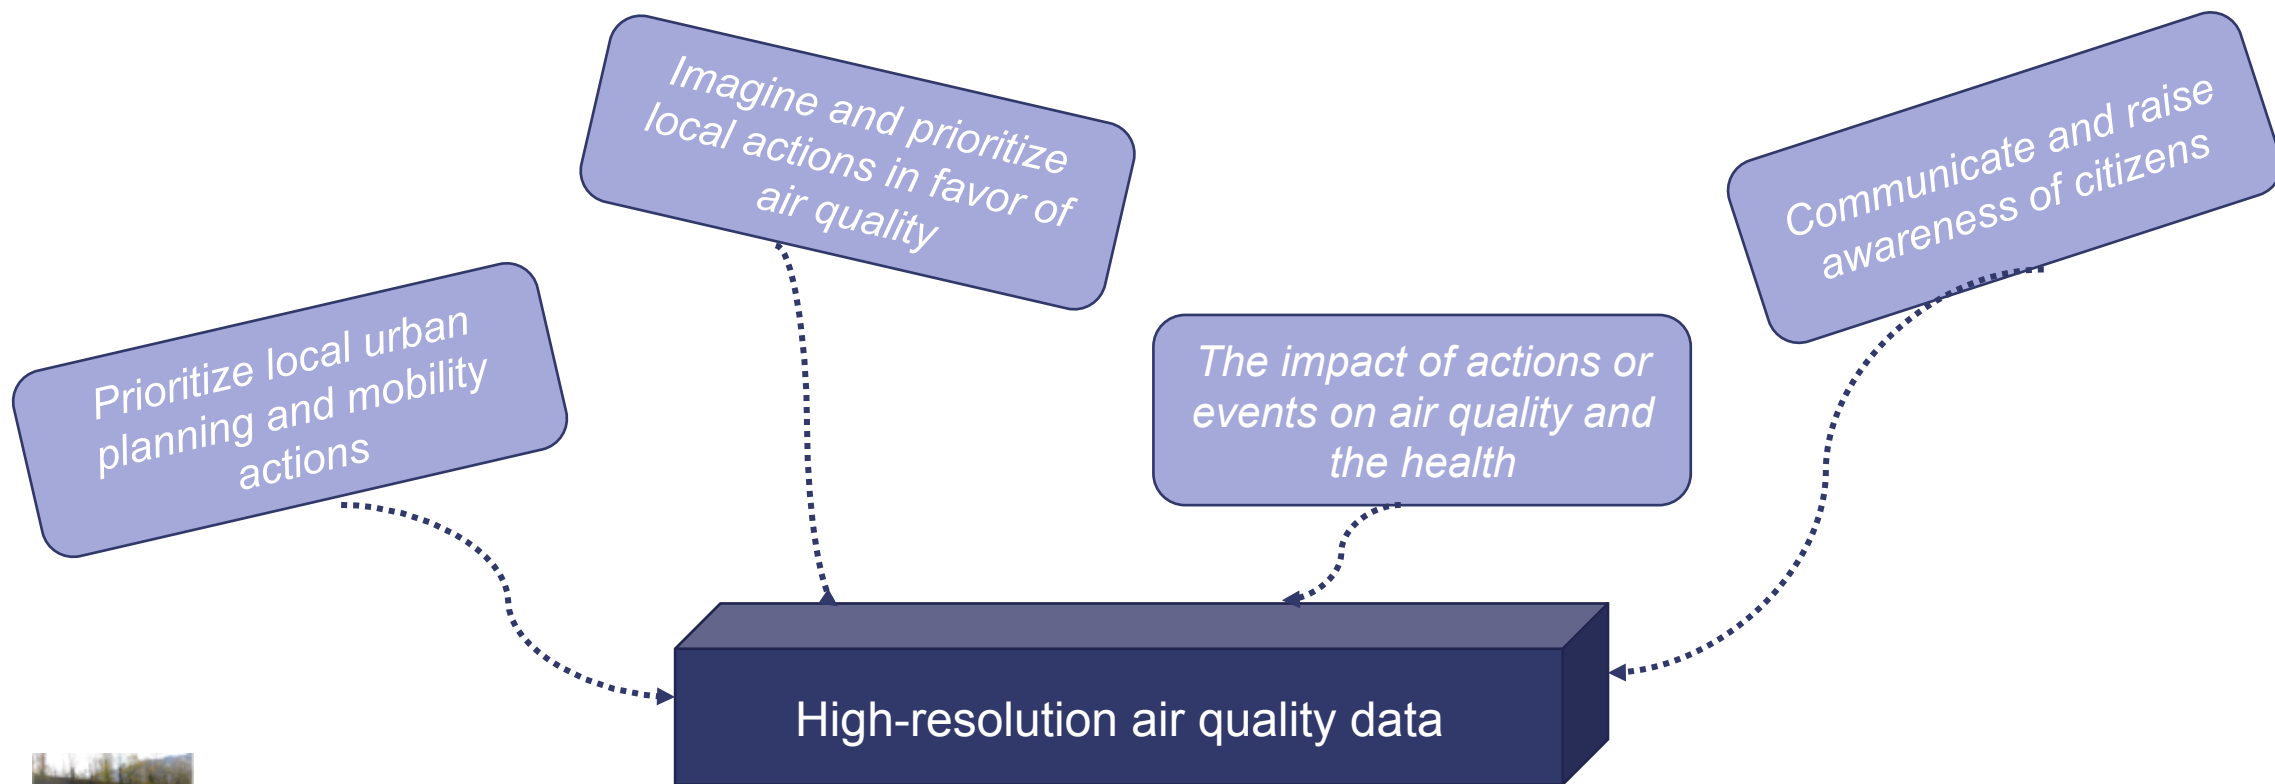 Prioritize local urban
planning and mobility
actions
Imagine and prioritize
local actions in favor of
air quality
The impact of actions or
events on air quality and
the health
Communicate and raise
awareness of citizens
High-resolution air quality data